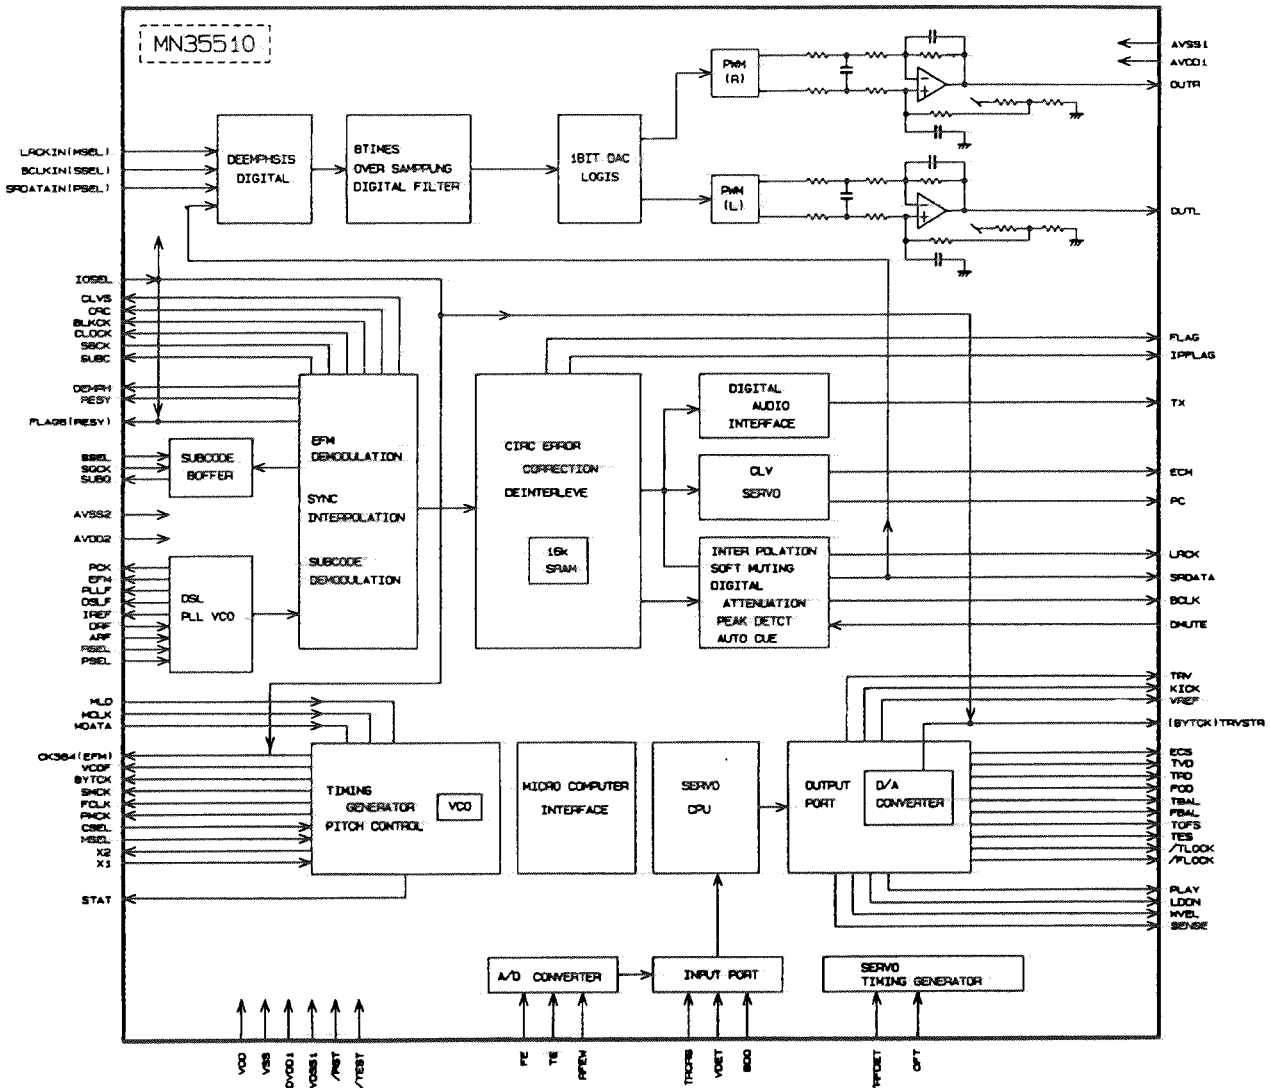 MN35510
AVSS1
AVDD1
OUTR
PWM
(R)
LRCKIN(MSEL)
BCLKIN(SSEL)
SRDATAIN(PSEL)
DEEMPHSIS
DIGITAL
8TIMES
OVER SAMPPUNG
DIGITAL FILTER
1BIT DAC
LOGIS
PWM
(L)
OUTL
IOSEL
CLVS
CRC
BLKCK
CLDCK
SBCK
SUBC
DEMPH
RESY
FLAG6(RESY)
SSEL
SQCK
SUBQ
AVSS2
AVDD2
PCK
EFM
PLLF
DSLF
IREF
DRF
ARF
RSEL
PSEL
SUBCODE
BOFFER
DSL
PLL VCO
EFM
DEMODULATION
SYNC
INTERPOLATION
SUBCODE
DEMODULATION
CIRC ERROR
CORRECTION
DEINTERLEVE
16k
SRAM
DIGITAL
AUDIO
INTERFACE
CLV
SERVO
INTER POLATION
SOFT MUTING
DIGITAL
ATTENUATION
PEAK DETCT
AUTO CUE
FLAG
IPFLAG
TX
ECM
PC
LRCK
SRDATA
BCLK
DMUTE
MLD
MCLK
MDATA
CK384(EFM)
VCOF
BYTCK
SMCK
FCLK
PMCK
CSEL
MSEL
X2
X1
STAT
TIMING
GENERATOR
PITCH CONTROL
VCO
MICRO COMPUTER
INTERFACE
SERVO
CPU
OUTPUT
PORT
D/A
CONVERTER
TRV
KICK
VREF
(BYTCK)TRVSTR
ECS
TVD
TRD
FOD
TBAL
FBAL
TOFS
TES
/TLOCK
/FLOCK
PLAY
LDON
WVEL
SENSE
A/D CONVERTER
INPUT PORT
SERVO
TIMING GENERATOR
VDD
VSS
DVDD1
VDSS1
/RST
/TEST
FE
TE
RFENV
TRCRS
VDET
BDO
/RFDET
OFT